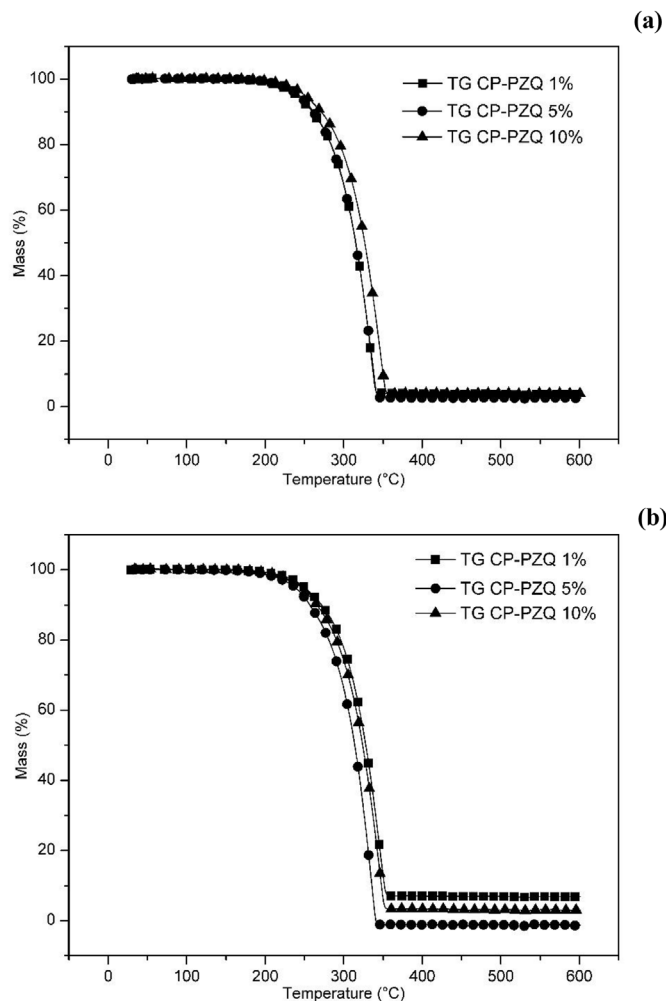 (a)
TG CP-PZQ 1%
TG CP-PZQ 5%
TG CP-PZQ 10%
100
80
60
40
20
0
Mass (%)
0 100 200 300 400 500 600
Temperature (°C)
(b)
TG CP-PZQ 1%
TG CP-PZQ 5%
TG CP-PZQ 10%
100
80
60
40
20
0
Mass (%)
0 100 200 300 400 500 600
Temperature (°C)